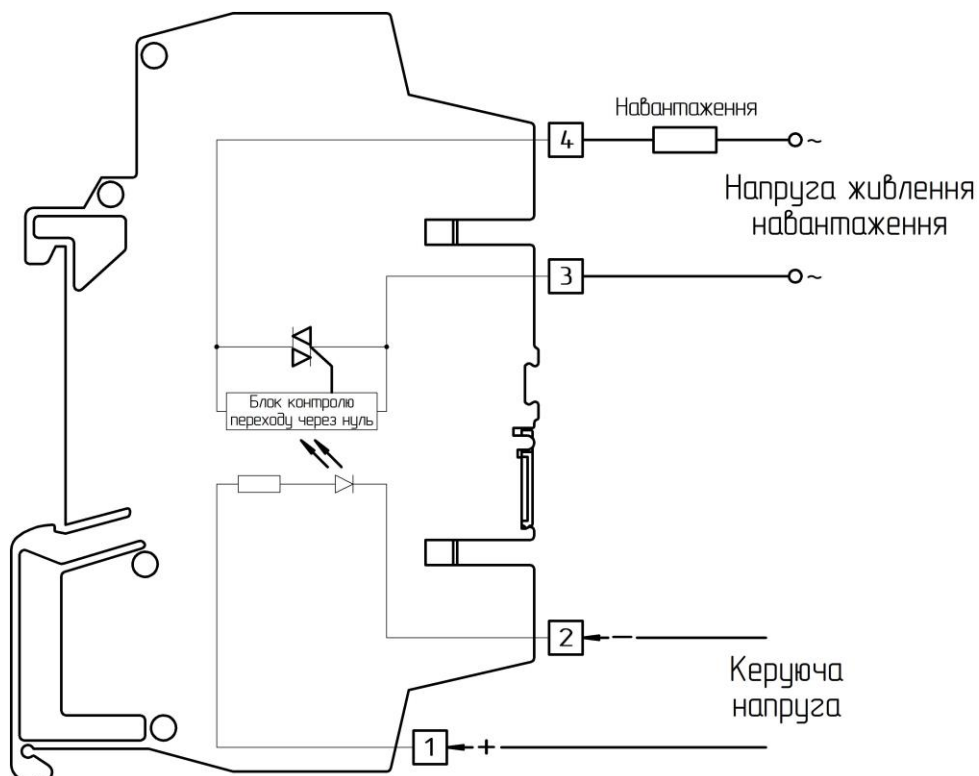 Навантаження
4
~
Напруга живлення
навантаження
3
~
Блок контролю
переходу через нуль
2
−
Керуюча
напруга
1
+